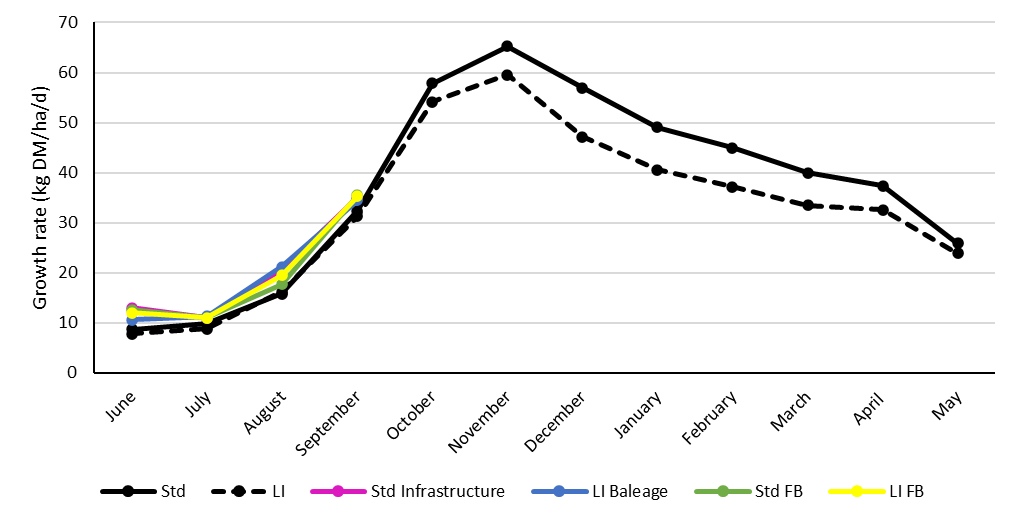 Growth rate (kg DM/ha/d)
70
60
50
40
30
20
10
0
June July August September October November December January February March April May
Std LI Std Infrastructure LI Baleage Std FB LI FB